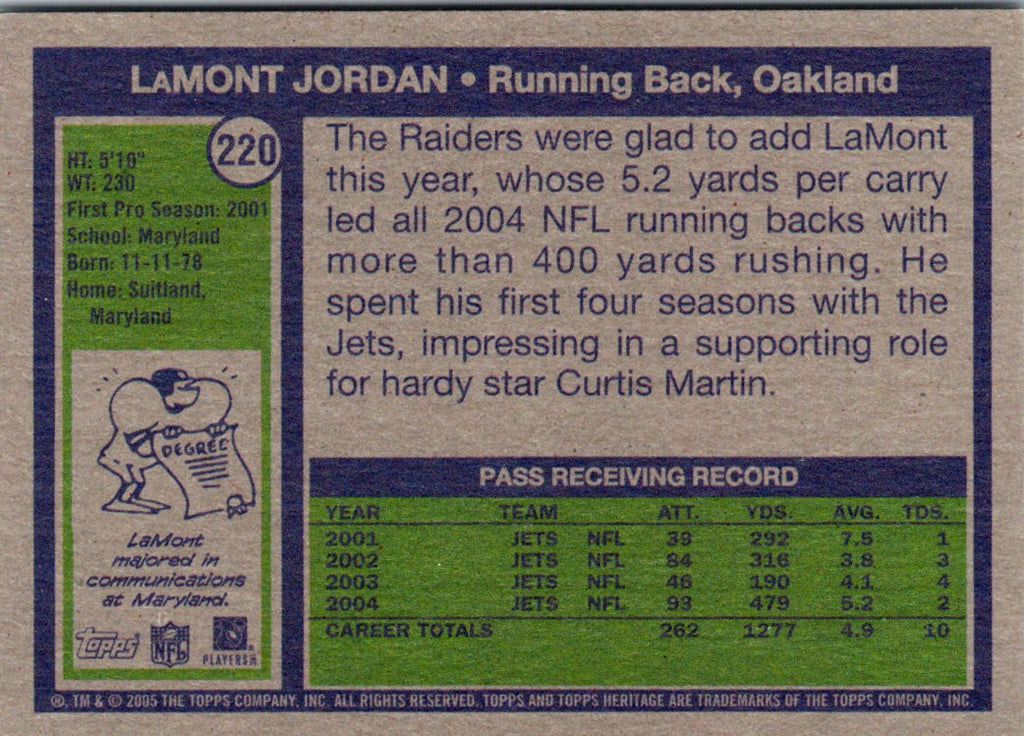 LAMONT JORDAN • Running Back, Oakland
220
HT: 5'10"
WT: 230
First Pro Season: 2001
School: Maryland
Born: 11-11-78
Home: Suitland,
Maryland
DEGREE
LaMont
majored in
communications
at Maryland.
topps NFL PLAYERS INC
The Raiders were glad to add LaMont
this year, whose 5.2 yards per carry
led all 2004 NFL running backs with
more than 400 yards rushing. He
spent his first four seasons with the
Jets, impressing in a supporting role
for hardy star Curtis Martin.
PASS RECEIVING RECORD
YEAR TEAM ATT. YDS. AVG. TDS.
2001 JETS NFL 39 292 7.5 1
2002 JETS NFL 84 316 3.8 3
2003 JETS NFL 46 190 4.1 4
2004 JETS NFL 93 479 5.2 2
CAREER TOTALS 262 1277 4.9 10
®, TM & © 2005 THE TOPPS COMPANY, INC. ALL RIGHTS RESERVED. TOPPS AND TOPPS HERITAGE ARE TRADEMARKS OF THE TOPPS COMPANY, INC.